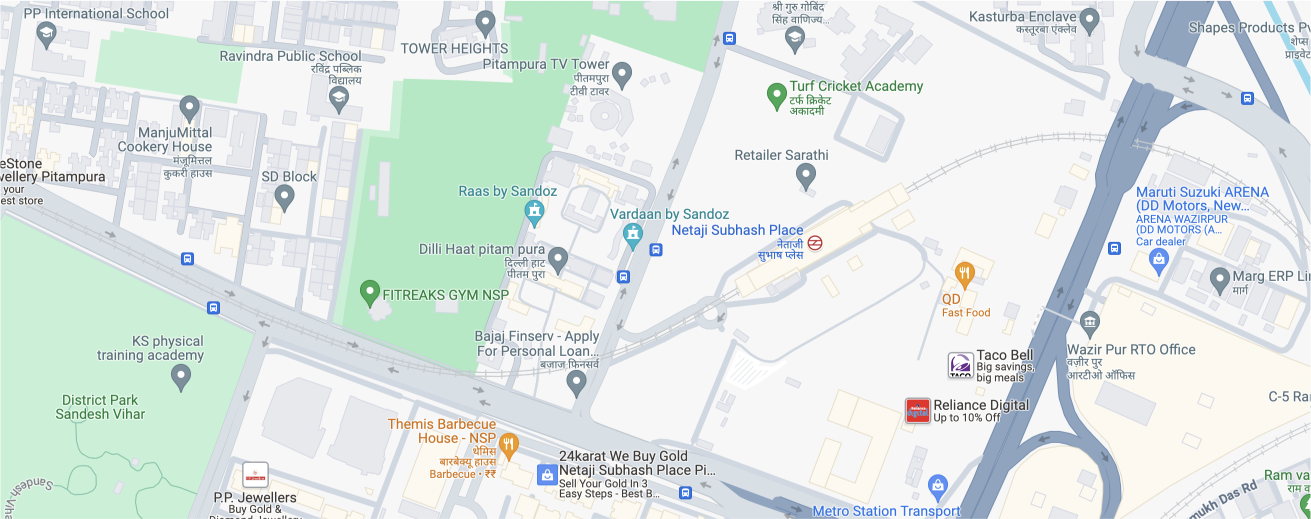 PP International School
Ravindra Public School
रविंद्र पब्लिक
विद्यालय
TOWER HEIGHTS
Pitampura TV Tower
पीतमपुरा
टीवी टावर
श्री गुरु गोबिंद
सिंह वाणिज्य...
Turf Cricket Academy
टर्फ क्रिकेट
अकादमी
Kasturba Enclave
कस्तूरबा एंक्लेव
Shapes Products Pv
शेप्स
प्राइवेट
ManjuMittal
Cookery House
मंजूमित्तल
कुकरी हाउस
eStone
vellery Pitampura
your
est store
SD Block
Raas by Sandoz
Vardaan by Sandoz
Retailer Sarathi
Netaji Subhash Place
नेताजी
सुभाष प्लेस
Maruti Suzuki ARENA
(DD Motors, New...
ARENA WAZIRPUR
(DD MOTORS (A...
Car dealer
Dilli Haat pitam pura
दिल्ली हाट
पीतम पुरा
FITREAKS GYM NSP
QD
Fast Food
Marg ERP Lir
मार्ग
KS physical
training academy
Bajaj Finserv - Apply
For Personal Loan...
बजाज फिनसर्व
Taco Bell
Big savings,
big meals
TACO
Wazir Pur RTO Office
वज़ीर पुर
आरटीओ ऑफिस
District Park
Sandesh Vihar
Reliance Digital
Up to 10% Off
C-5 Ra
Themis Barbecue
House - NSP
थेमिस
बारबेक्यू हाउस
Barbecue · ₹₹
24karat We Buy Gold
Netaji Subhash Place Pi...
Sell Your Gold In 3
Easy Steps - Best B...
P.P. Jewellers
Buy Gold &
Diamond Jewellery
Sandesh-Vih
Metro Station Transport
mukh Das Rd
Ram va
राम व